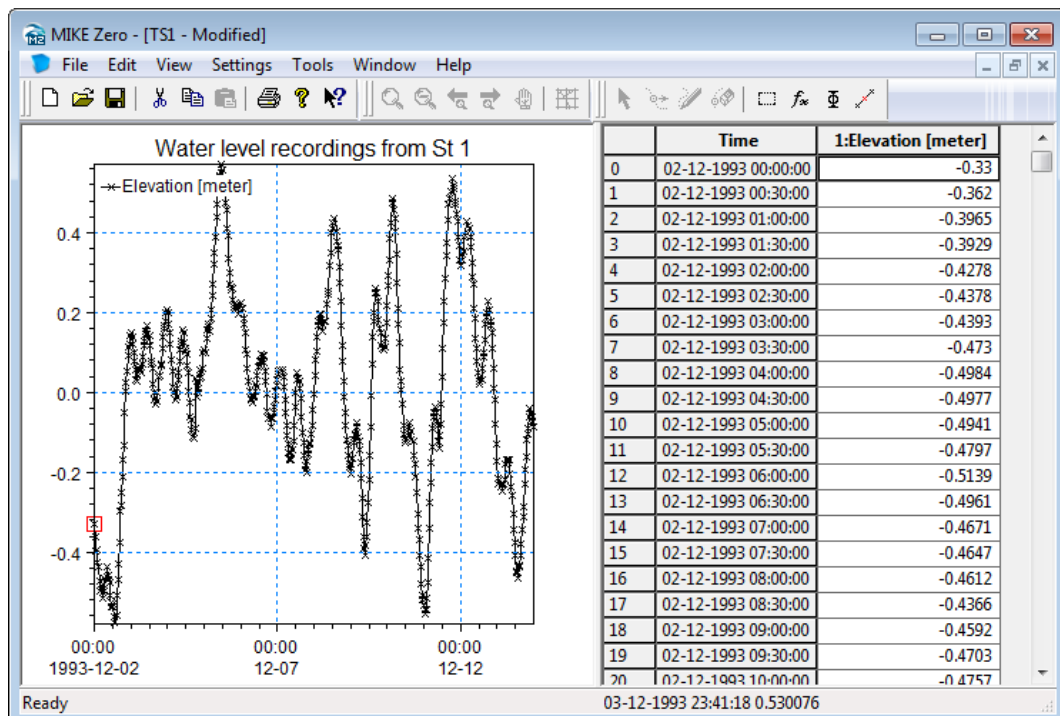 MIKE Zero - [TS1 - Modified]
File Edit View Settings Tools Window Help
Water level recordings from St 1
Elevation [meter]
0.4
0.2
0.0
-0.2
-0.4
00:00 00:00 00:00
1993-12-02 12-07 12-12
Time 1:Elevation [meter]
0 02-12-1993 00:00:00 -0.33
1 02-12-1993 00:30:00 -0.362
2 02-12-1993 01:00:00 -0.3965
3 02-12-1993 01:30:00 -0.3929
4 02-12-1993 02:00:00 -0.4278
5 02-12-1993 02:30:00 -0.4378
6 02-12-1993 03:00:00 -0.4393
7 02-12-1993 03:30:00 -0.473
8 02-12-1993 04:00:00 -0.4984
9 02-12-1993 04:30:00 -0.4977
10 02-12-1993 05:00:00 -0.4941
11 02-12-1993 05:30:00 -0.4797
12 02-12-1993 06:00:00 -0.5139
13 02-12-1993 06:30:00 -0.4961
14 02-12-1993 07:00:00 -0.4671
15 02-12-1993 07:30:00 -0.4647
16 02-12-1993 08:00:00 -0.4612
17 02-12-1993 08:30:00 -0.4366
18 02-12-1993 09:00:00 -0.4592
19 02-12-1993 09:30:00 -0.4703
20 02-12-1993 10:00:00 -0.4757
Ready 03-12-1993 23:41:18 0.530076